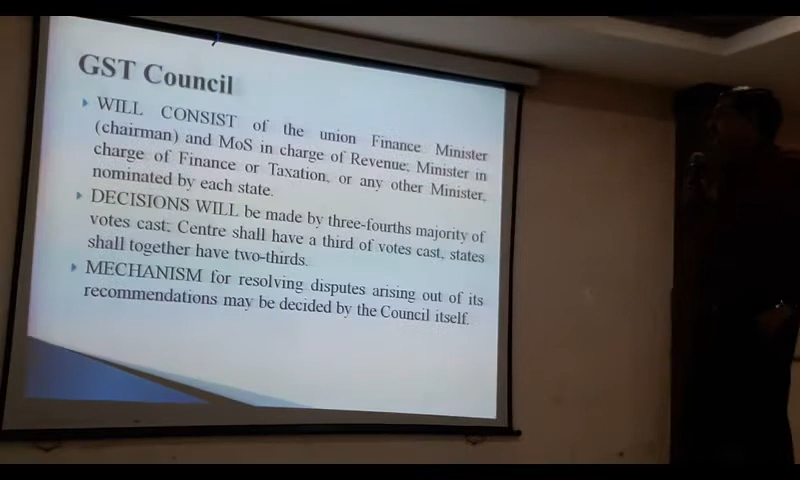 GST Council
WILL CONSIST of the union Finance Minister
(chairman) and MoS in charge of Revenue; Minister in
charge of Finance or Taxation, or any other Minister,
nominated by each state.
DECISIONS WILL be made by three-fourths majority of
votes cast; Centre shall have a third of votes cast, states
shall together have two-thirds.
MECHANISM for resolving disputes arising out of its
recommendations may be decided by the Council itself.